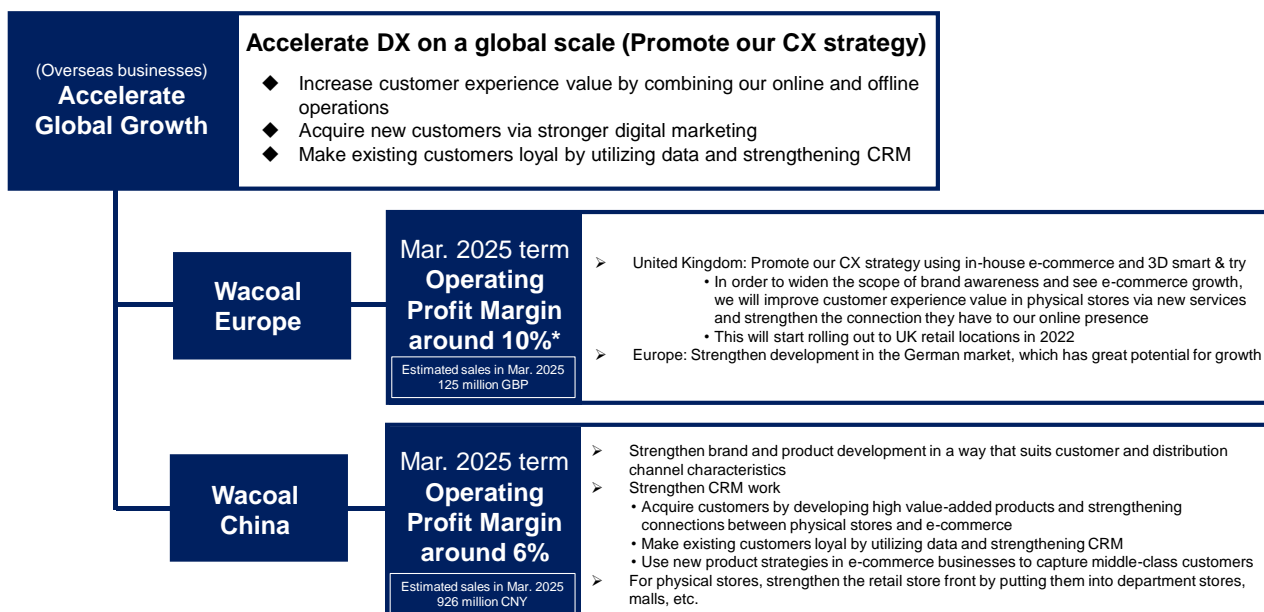 (Overseas businesses)
Accelerate
Global Growth
Accelerate DX on a global scale (Promote our CX strategy)
◆ Increase customer experience value by combining our online and offline
operations
◆ Acquire new customers via stronger digital marketing
◆ Make existing customers loyal by utilizing data and strengthening CRM
Wacoal
Europe
Mar. 2025 term
Operating
Profit Margin
around 10%*
Estimated sales in Mar. 2025
125 million GBP
➢ United Kingdom: Promote our CX strategy using in-house e-commerce and 3D smart & try
• In order to widen the scope of brand awareness and see e-commerce growth,
we will improve customer experience value in physical stores via new services
and strengthen the connection they have to our online presence
• This will start rolling out to UK retail locations in 2022
➢ Europe: Strengthen development in the German market, which has great potential for growth
Wacoal
China
Mar. 2025 term
Operating
Profit Margin
around 6%
Estimated sales in Mar. 2025
926 million CNY
➢ Strengthen brand and product development in a way that suits customer and distribution
channel characteristics
➢ Strengthen CRM work
• Acquire customers by developing high value-added products and strengthening
connections between physical stores and e-commerce
• Make existing customers loyal by utilizing data and strengthening CRM
• Use new product strategies in e-commerce businesses to capture middle-class customers
➢ For physical stores, strengthen the retail store front by putting them into department stores,
malls, etc.